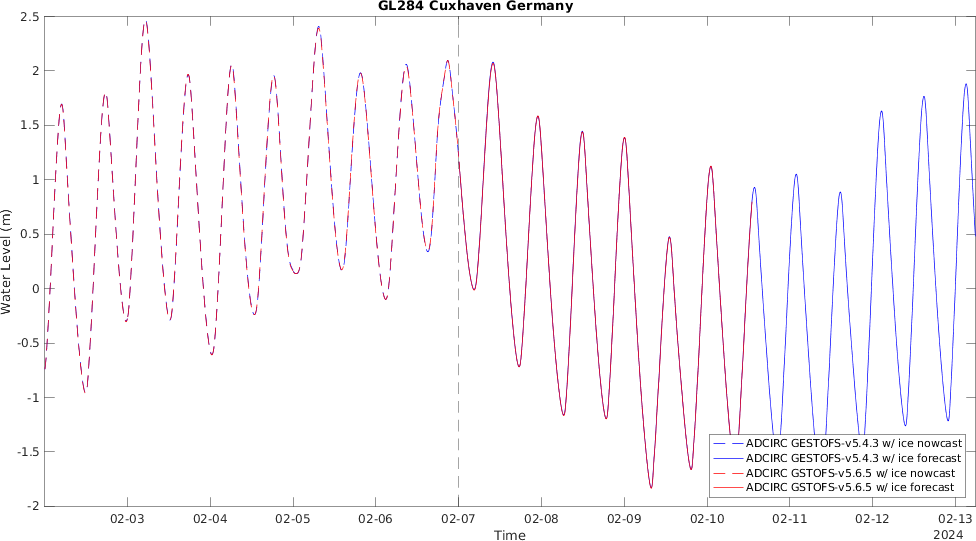 GL284 Cuxhaven Germany
2.5
2
1.5
1
0.5
0
-0.5
-1
-1.5
-2
Water Level (m)
ADCIRC GESTOFS-v5.4.3 w/ ice nowcast
ADCIRC GESTOFS-v5.4.3 w/ ice forecast
ADCIRC GSTOFS-v5.6.5 w/ ice nowcast
ADCIRC GSTOFS-v5.6.5 w/ ice forecast
02-03 02-04 02-05 02-06 02-07 02-08 02-09 02-10 02-11 02-12 02-13
Time 2024